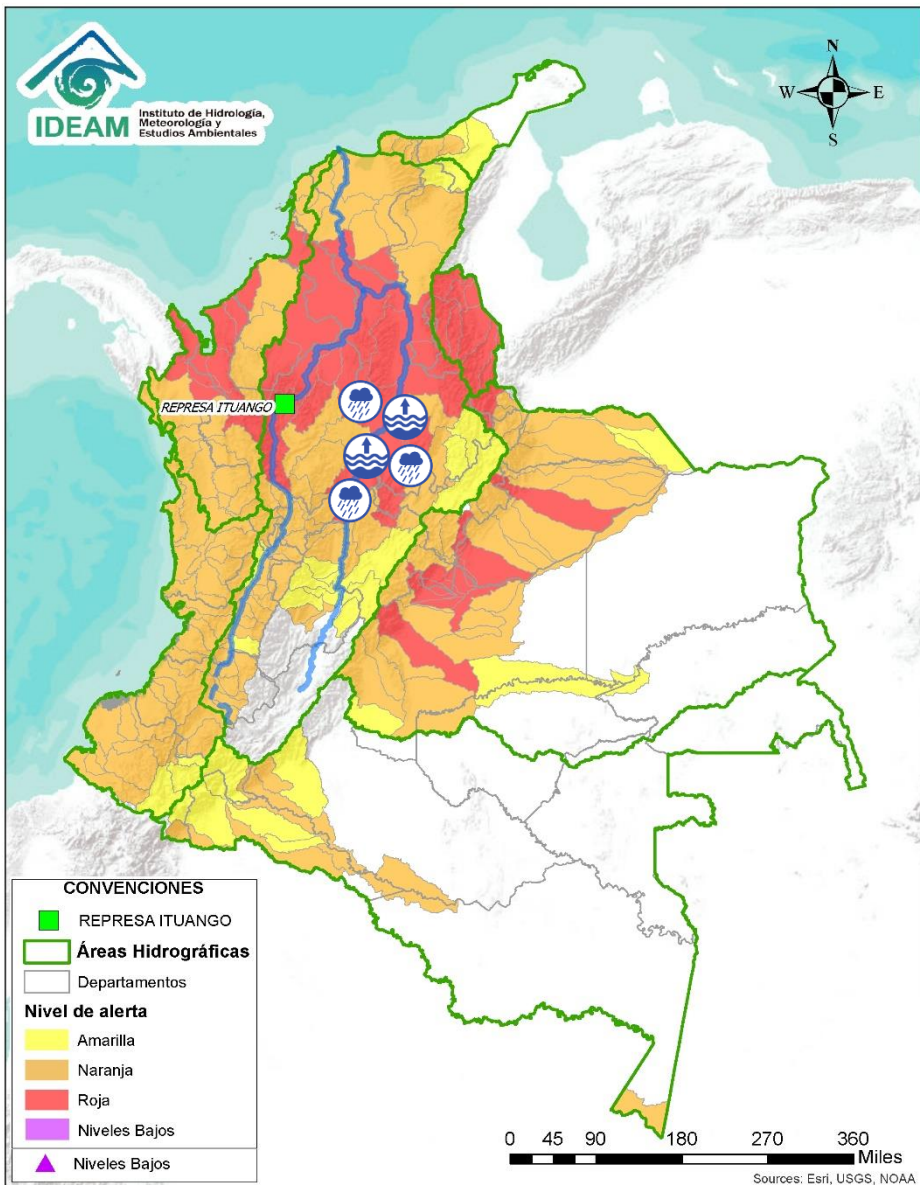 IDEAM
Instituto de Hidrología,
Meteorología y
Estudios Ambientales
N
W
E
S
REPRESA ITUANGO
CONVENCIONES
REPRESA ITUANGO
Áreas Hidrográficas
Departamentos
Nivel de alerta
Amarilla
Naranja
Roja
Niveles Bajos
Niveles Bajos
0 45 90 180 270 360
Miles
Sources: Esri, USGS, NOAA